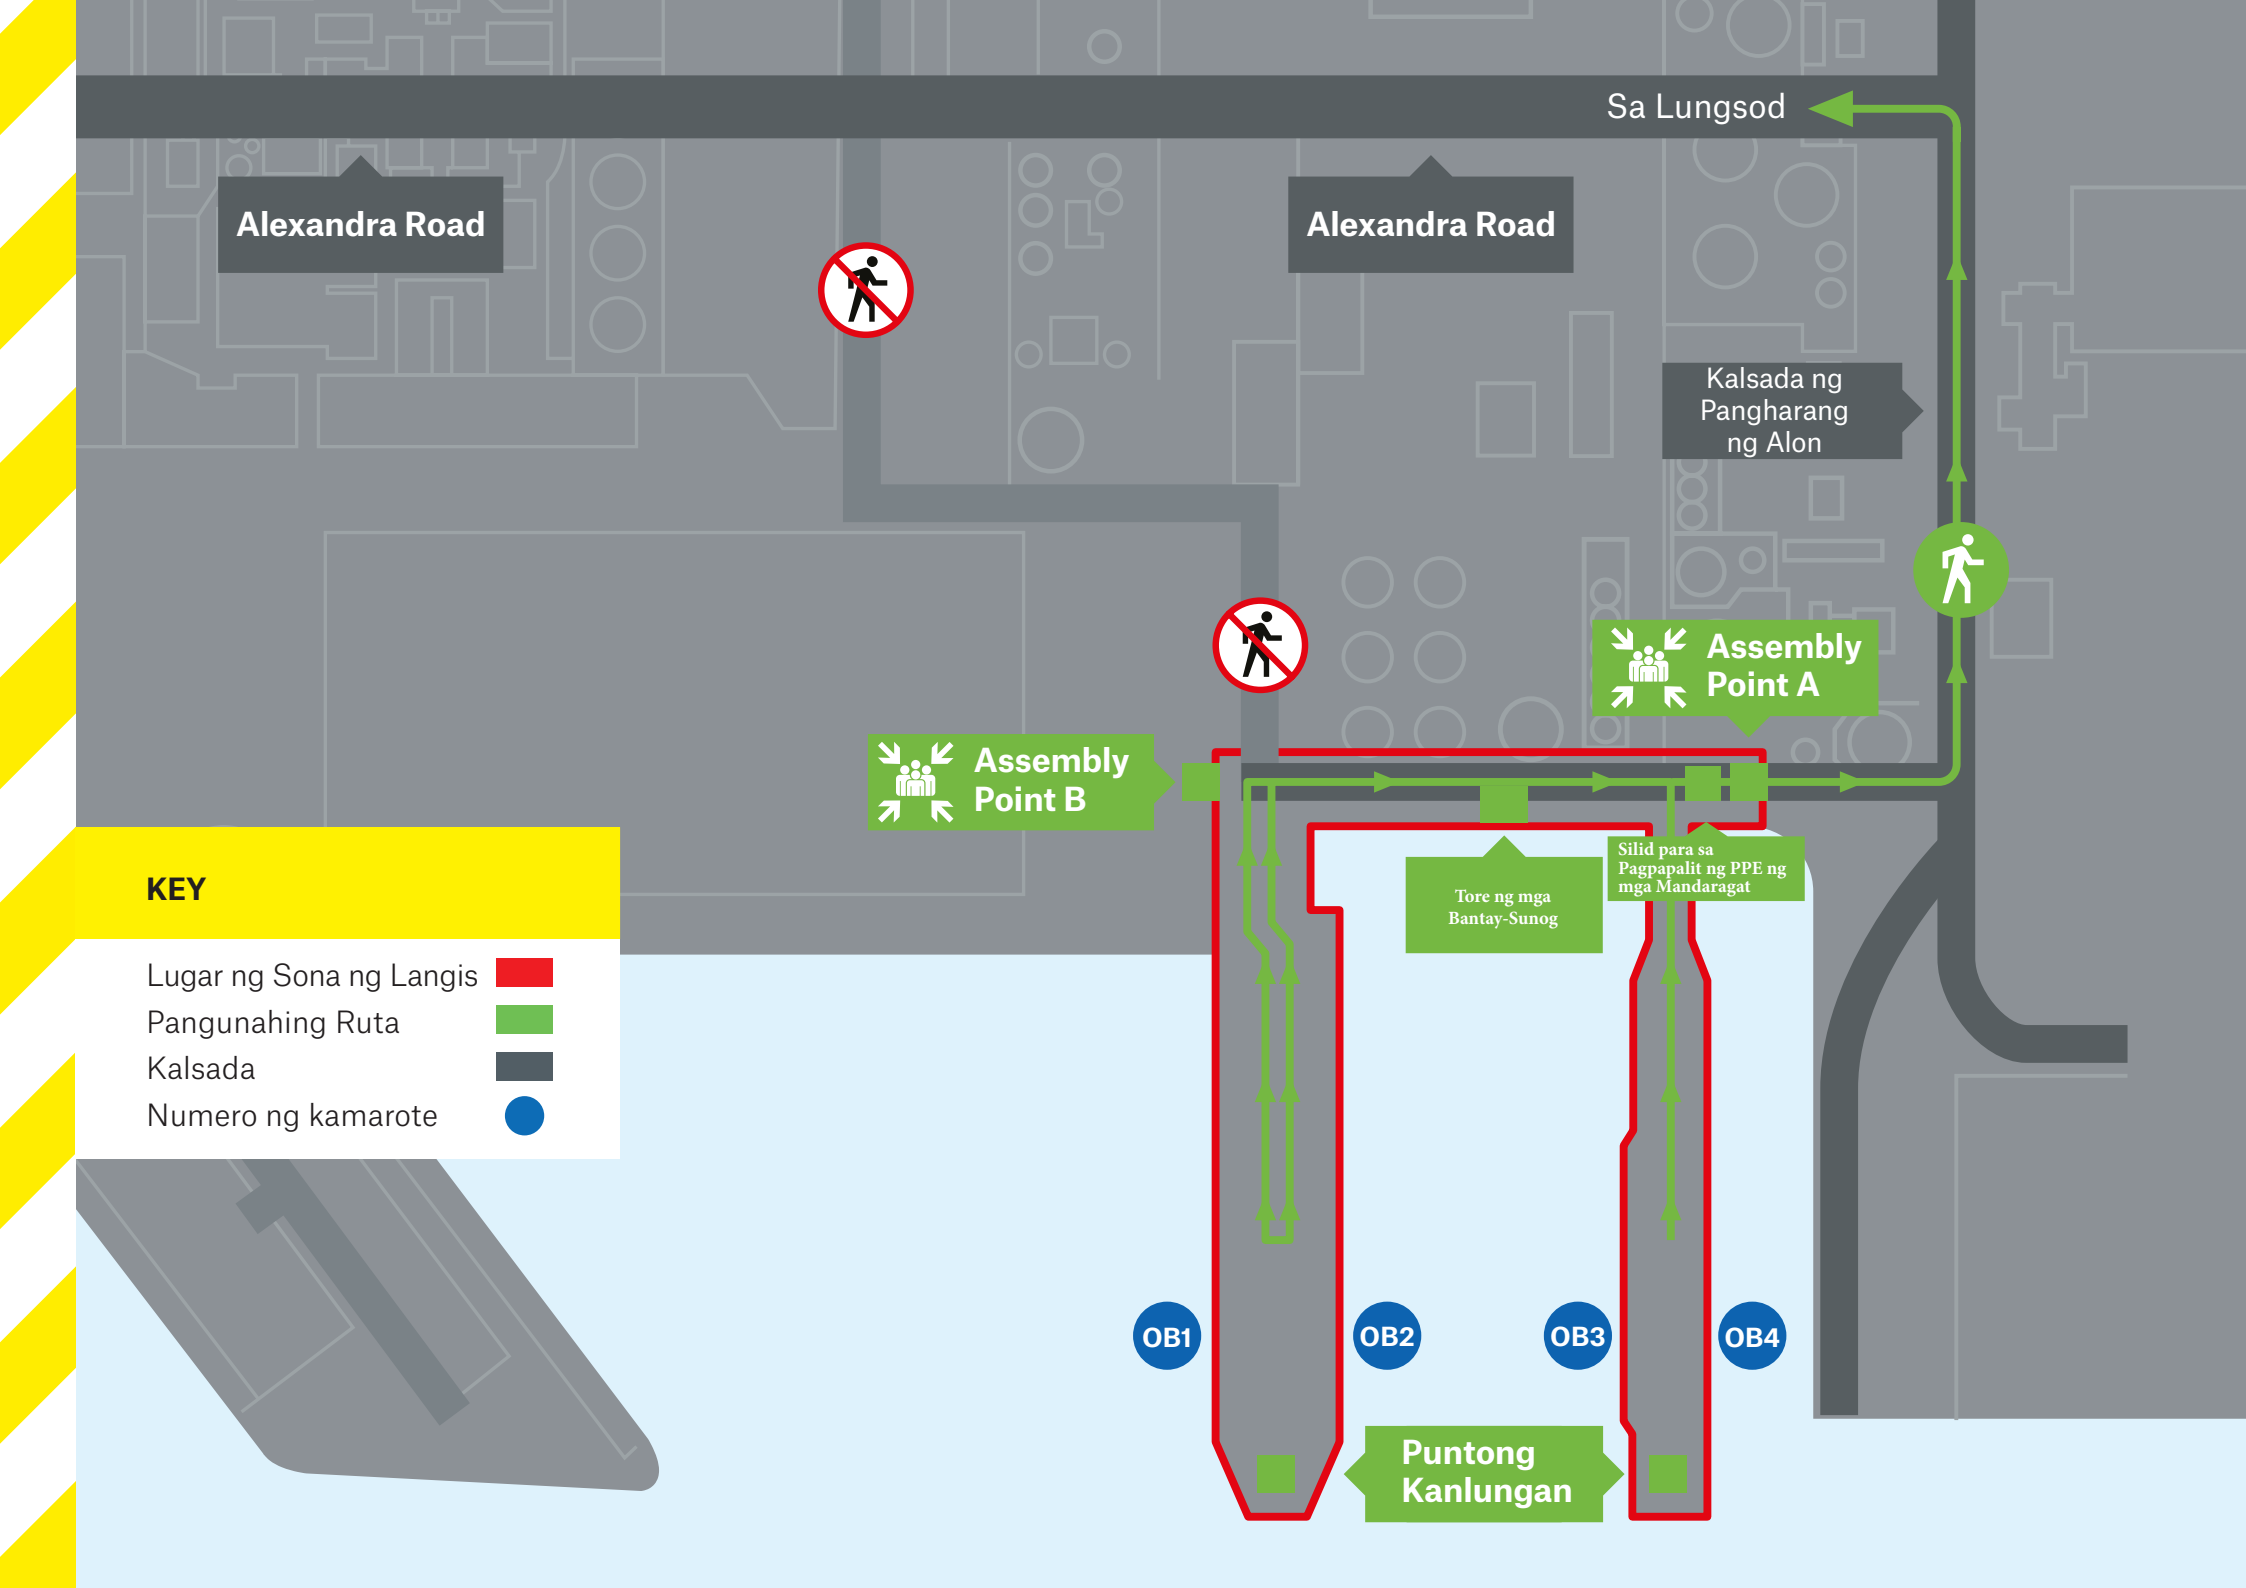 Sa Lungsod
Alexandra Road
Alexandra Road
Kalsada ng
Pangharang
ng Alon
Assembly
Point A
Assembly
Point B
Silid para sa
Pagpapalit ng PPE ng
mga Mandaragat
Tore ng mga
Bantay-Sunog
KEY
Lugar ng Sona ng Langis
Pangunahing Ruta
Kalsada
Numero ng kamarote
OB1
OB2
OB3
OB4
Puntong
Kanlungan